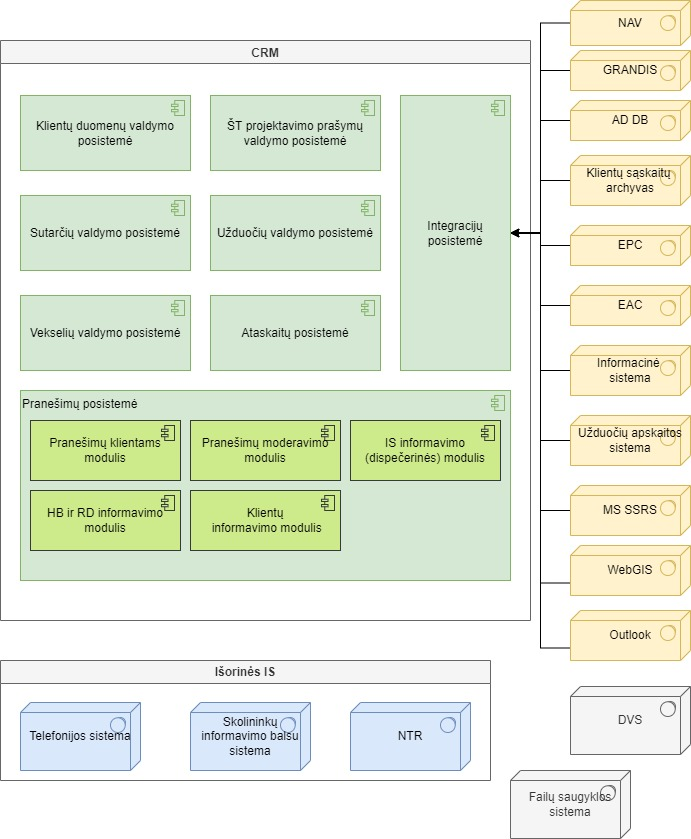 NAV
CRM
GRANDIS
Klientų duomenų valdymo
posistemė
ŠT projektavimo prašymų
valdymo posistemė
AD DB
Klientų sąskaitų
archyvas
Sutarčių valdymo posistemė
Užduočių valdymo posistemė
Integracijų
posistemė
EPC
EAC
Vekselių valdymo posistemė
Ataskaitų posistemė
Informacinė
sistema
Pranešimų posistemė
Pranešimų klientams
modulis
Pranešimų moderavimo
modulis
IS informavimo
(dispečerinės) modulis
Užduočių apskaitos
sistema
HB ir RD informavimo
modulis
Klientų
informavimo modulis
MS SSRS
WebGIS
Outlook
Išorinės IS
Telefonijos sistema
Skolininkų
informavimo balsu
sistema
NTR
DVS
Failų saugyklos
sistema